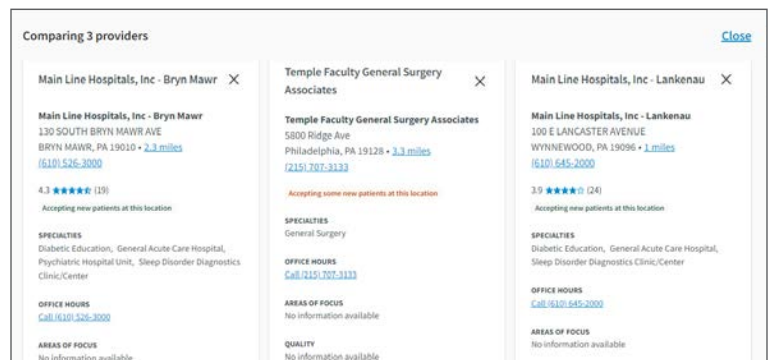 Comparing 3 providers
Close
Main Line Hospitals, Inc - Bryn Mawr
Main Line Hospitals, Inc - Bryn Mawr
130 SOUTH BRYN MAWR AVE
BRYN MAWR, PA 19010 • 2.3 miles
(610) 526-3000
4.3 (19)
Accepting new patients at this location
SPECIALTIES
Diabetic Education, General Acute Care Hospital,
Psychiatric Hospital Unit, Sleep Disorder Diagnostics
Clinic/Center
OFFICE HOURS
Call (610) 526-3000
AREAS OF FOCUS
No information available
Temple Faculty General Surgery
Associates
Temple Faculty General Surgery Associates
5800 Ridge Ave
Philadelphia, PA 19128 • 3.3 miles
(215) 707-3133
Accepting some new patients at this location
SPECIALTIES
General Surgery
OFFICE HOURS
Call (215) 707-3133
AREAS OF FOCUS
No information available
QUALITY
No information available
Main Line Hospitals, Inc - Lankenau
Main Line Hospitals, Inc - Lankenau
100 E LANCASTER AVENUE
WYNNEWOOD, PA 19096 • 1 miles
(610) 645-2000
3.9 (24)
Accepting new patients at this location
SPECIALTIES
Diabetic Education, General Acute Care Hospital,
Sleep Disorder Diagnostics Clinic/Center
OFFICE HOURS
Call (610) 645-2000
AREAS OF FOCUS
No information available